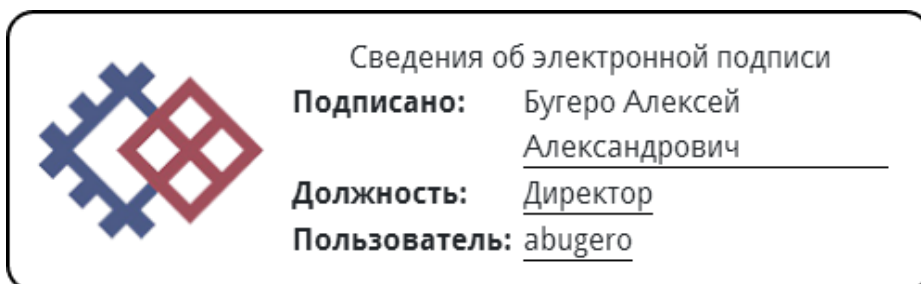 Сведения об электронной подписи
Подписано: Бугеро Алексей
Александрович
Должность: Директор
Пользователь: abugero